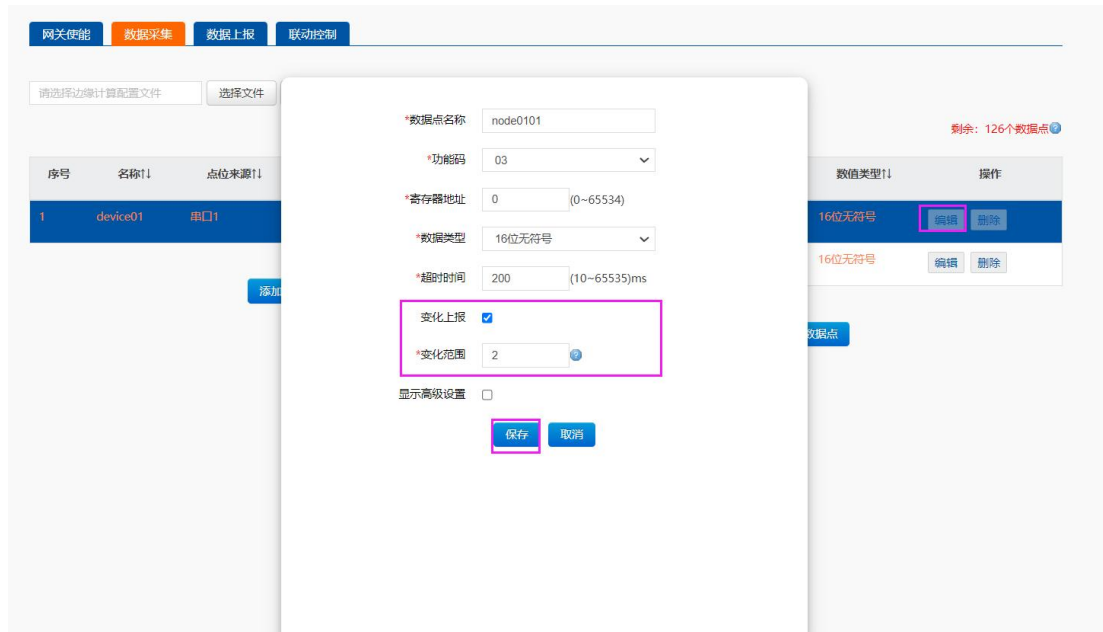 网关使能 数据采集 数据上报 联动控制
请选择边缘计算配置文件 选择文件
剩余：126个数据点
序号 名称↑↓ 点位来源↑↓ 数值类型↑↓ 操作
1 device01 串口1 16位无符号 编辑 删除
16位无符号 编辑 删除
添加
数据点
*数据点名称 node0101
*功能码 03
*寄存器地址 0 (0~65534)
*数据类型 16位无符号
*超时时间 200 (10~65535)ms
变化上报
*变化范围 2
显示高级设置
保存 取消